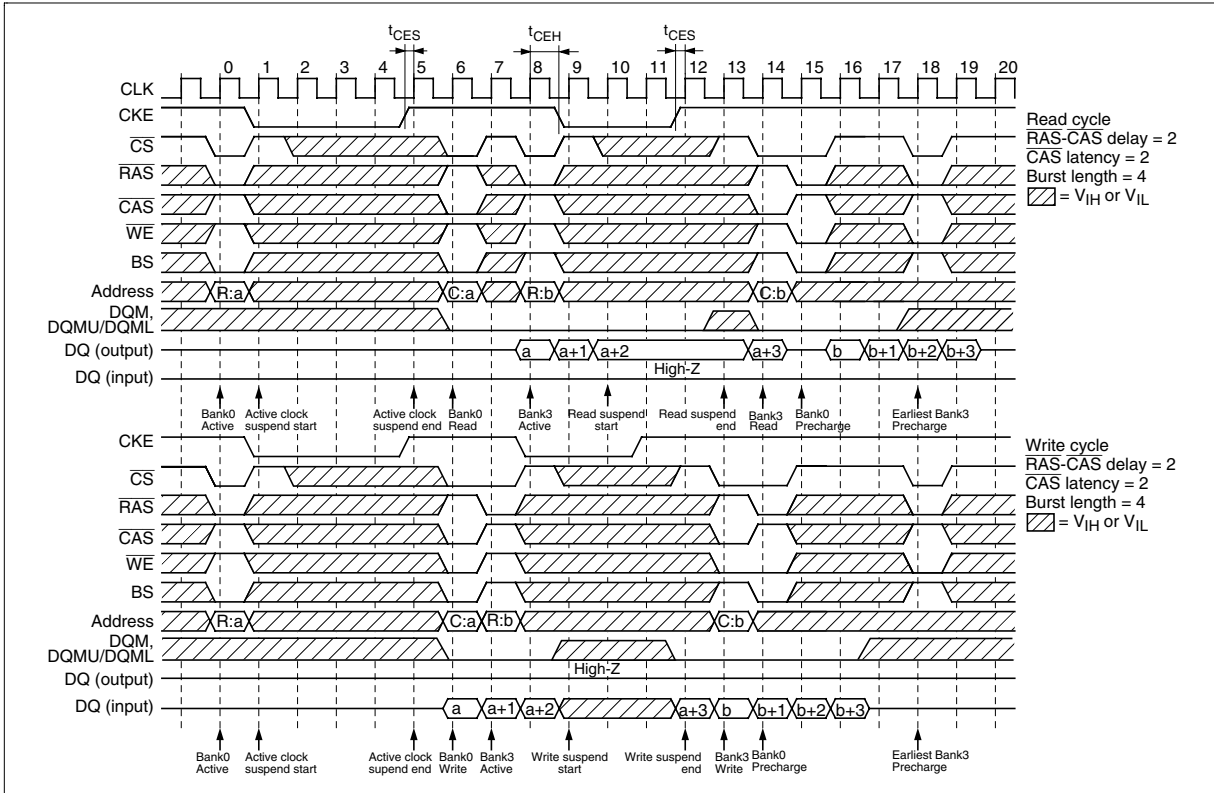 tCES
tCEH
tCES
0 1 2 3 4 5 6 7 8 9 10 11 12 13 14 15 16 17 18 19 20
CLK
CKE
CS
RAS
CAS
WE
BS
Address R:a C:a R:b C:b
DQM,
DQMU/DQML
DQ (output) a a+1 a+2 a+3 b b+1 b+2 b+3
High-Z
DQ (input)
Bank0
Active
Active clock
suspend start
Active clock
suspend end
Bank0
Read
Bank3
Active
Read suspend
start
Read suspend
end
Bank3
Read
Bank0
Precharge
Earliest Bank3
Precharge
Read cycle
RAS-CAS delay = 2
CAS latency = 2
Burst length = 4
= VIH or VIL
CKE
CS
RAS
CAS
WE
BS
Address R:a C:a R:b C:b
DQM,
DQMU/DQML
High-Z
DQ (output)
DQ (input) a a+1 a+2 a+3 b b+1 b+2 b+3
Bank0
Active
Active clock
suspend start
Active clock
supend end
Bank0
Write
Bank3
Active
Write suspend
start
Write suspend
end
Bank3
Write
Bank0
Precharge
Earliest Bank3
Precharge
Write cycle
RAS-CAS delay = 2
CAS latency = 2
Burst length = 4
= VIH or VIL